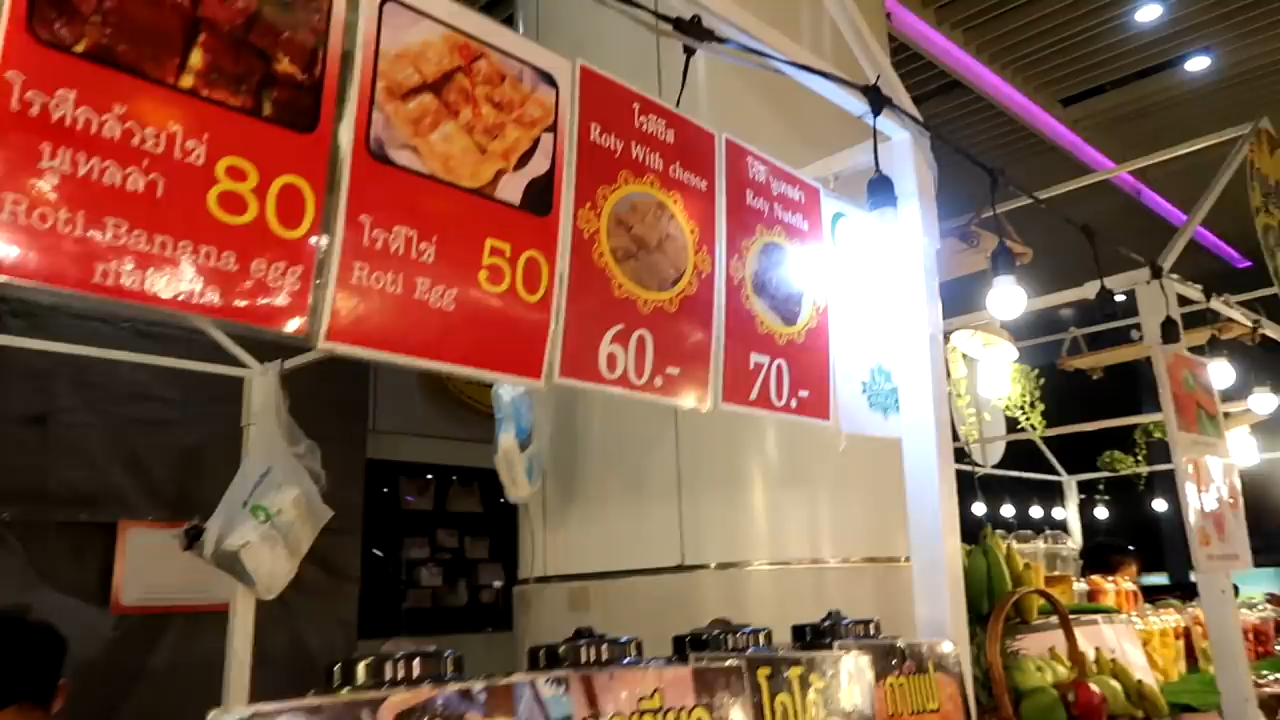 โรตีกล้วยไข่
นูเทลล่า
80
Roti-Banana egg
โรตีไข่
Roti Egg
50
โรตีชีส
Roty With cheese
60.-
โรตี นูเทลล่า
Roty Nutella
70.-
โกโก้
กาแฟ